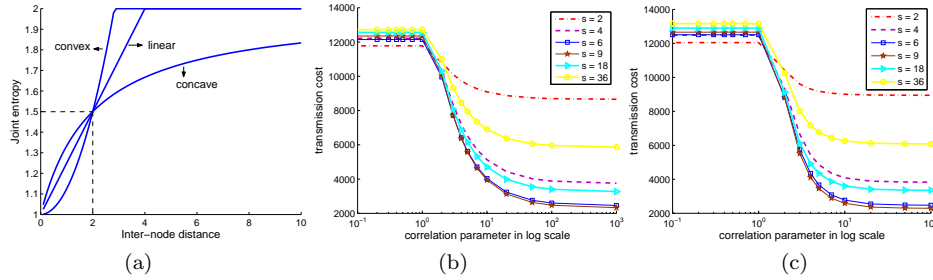 2
1.9
1.8
1.7
1.6
1.5
1.4
1.3
1.2
1.1
1
Joint entropy
convex
linear
concave
0 2 4 6 8 10
Inter-node distance
(a)
14000
12000
10000
8000
6000
4000
2000
transmission cost
s = 2
s = 4
s = 6
s = 9
s = 18
s = 36
10^-1 10^0 10^1 10^2 10^3
correlation parameter in log scale
(b)
14000
12000
10000
8000
6000
4000
2000
transmission cost
s = 2
s = 4
s = 6
s = 9
s = 18
s = 36
10^-1 10^0 10^1
correlation parameter in log scale
(c)